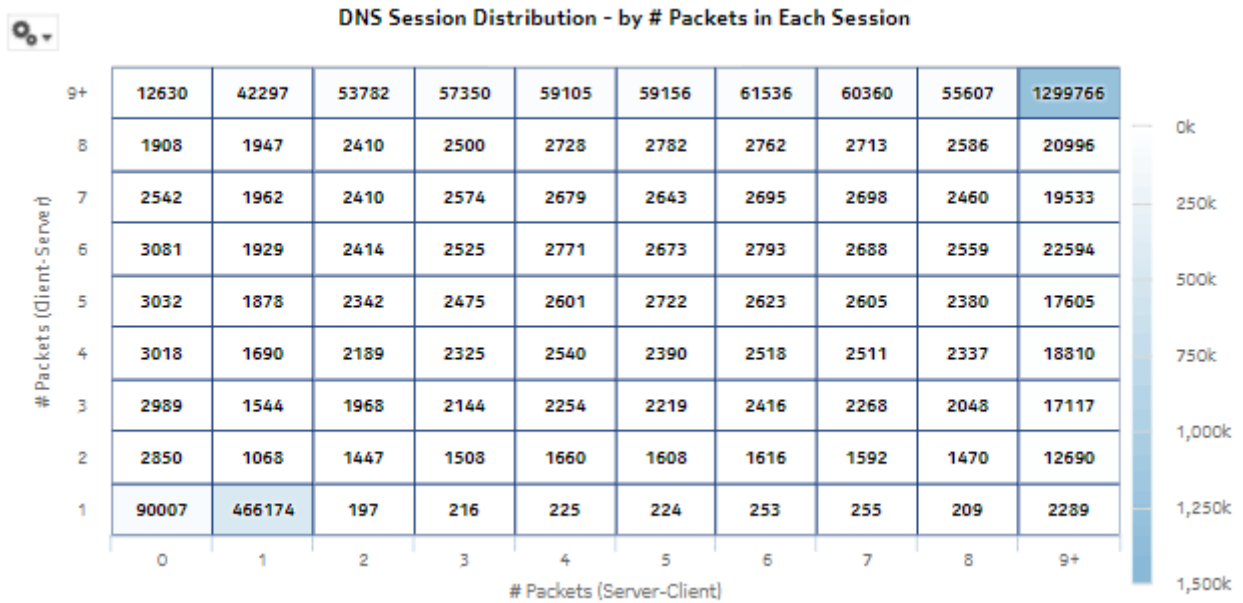 DNS Session Distribution - by # Packets in Each Session
9+ 12630 42297 53782 57350 59105 59156 61536 60360 55607 1299766
8 1908 1947 2410 2500 2728 2782 2762 2713 2586 20996
7 2542 1962 2410 2574 2679 2643 2695 2698 2460 19533
6 3081 1929 2414 2525 2771 2673 2793 2688 2559 22594
5 3032 1878 2342 2475 2601 2722 2623 2605 2380 17605
4 3018 1690 2189 2325 2540 2390 2518 2511 2337 18810
3 2989 1544 1968 2144 2254 2219 2416 2268 2048 17117
2 2850 1068 1447 1508 1660 1608 1616 1592 1470 12690
1 90007 466174 197 216 225 224 253 255 209 2289
0 1 2 3 4 5 6 7 8 9+
# Packets (Server-Client)
# Packets (Client-Server)
0k
250k
500k
750k
1,000k
1,250k
1,500k